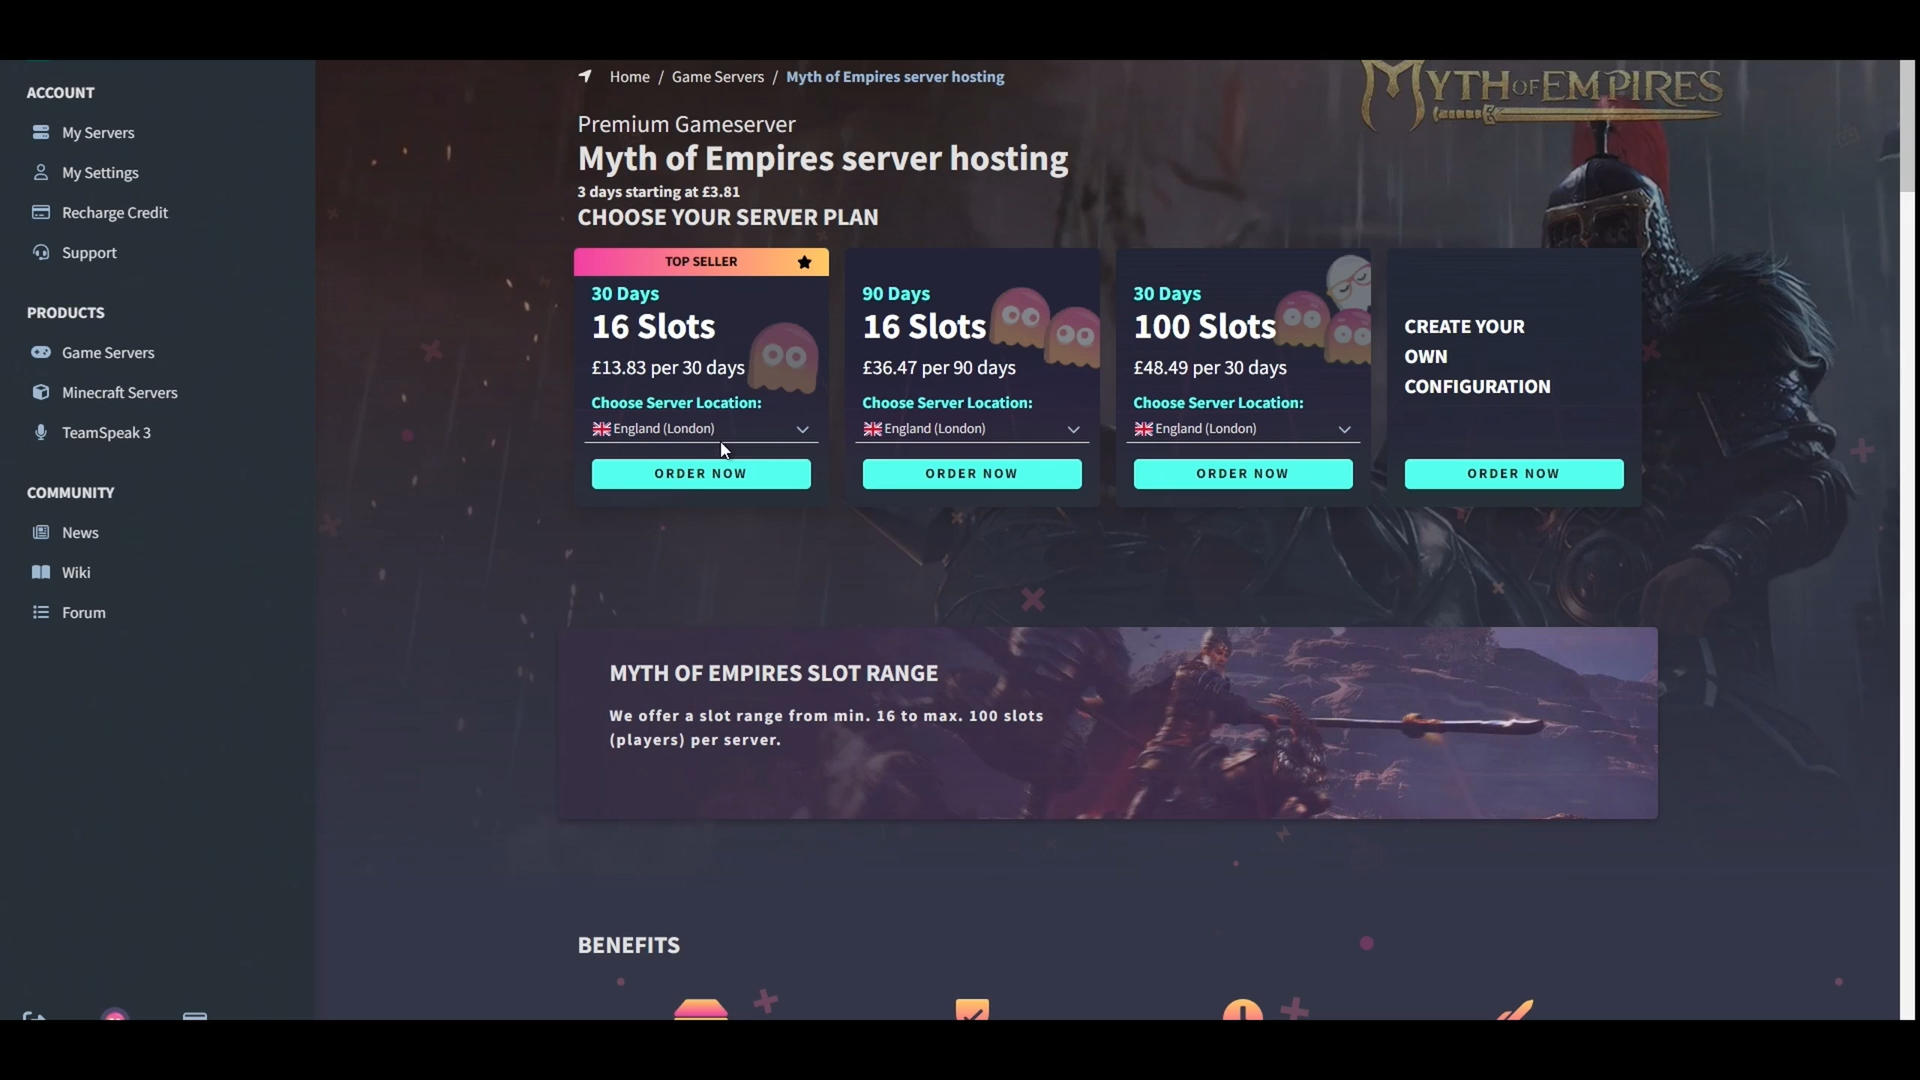 ACCOUNT
My Servers
My Settings
Recharge Credit
Support
PRODUCTS
Game Servers
Minecraft Servers
TeamSpeak 3
COMMUNITY
News
Wiki
Forum
Home / Game Servers / Myth of Empires server hosting
MYTH OF EMPIRES
Premium Gameserver
Myth of Empires server hosting
3 days starting at £3.81
CHOOSE YOUR SERVER PLAN
TOP SELLER
30 Days
16 Slots
£13.83 per 30 days
Choose Server Location:
England (London)
ORDER NOW
90 Days
16 Slots
£36.47 per 90 days
Choose Server Location:
England (London)
ORDER NOW
30 Days
100 Slots
£48.49 per 30 days
Choose Server Location:
England (London)
ORDER NOW
CREATE YOUR
OWN
CONFIGURATION
ORDER NOW
MYTH OF EMPIRES SLOT RANGE
We offer a slot range from min. 16 to max. 100 slots
(players) per server.
BENEFITS